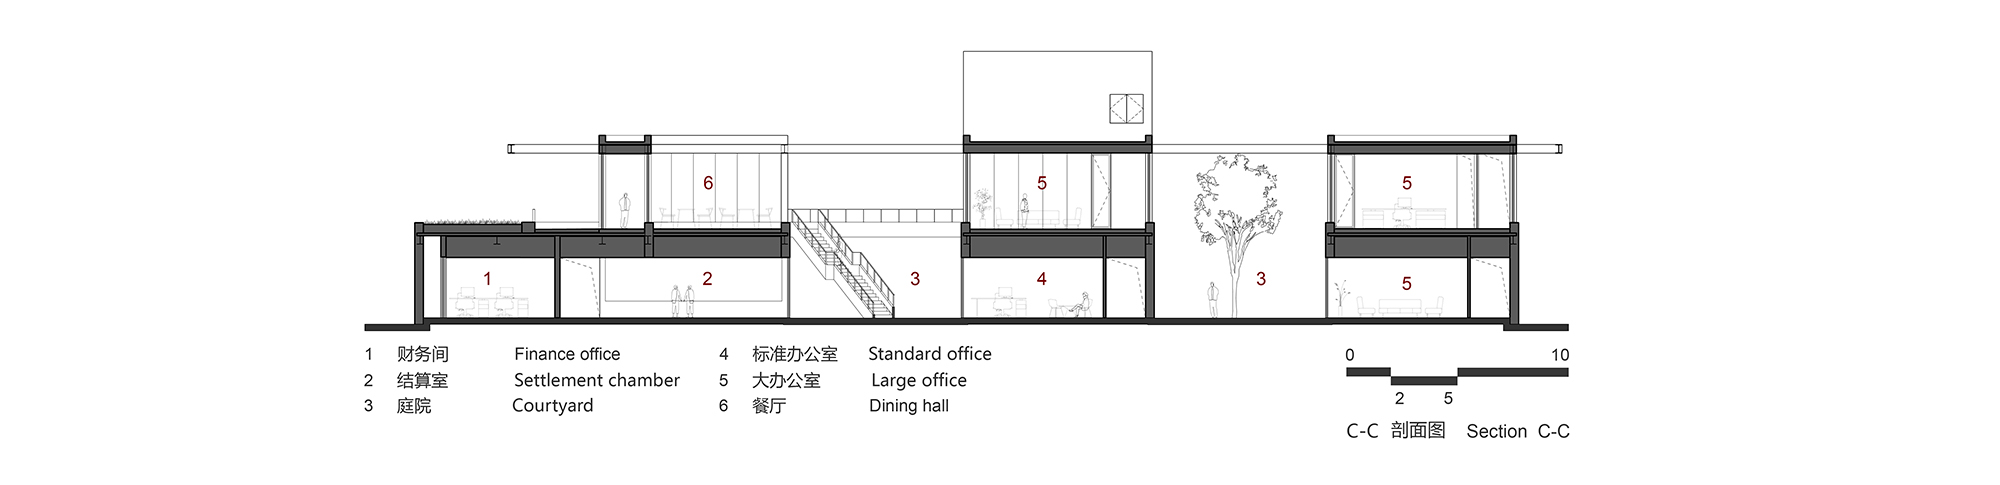 6
5
5
1
2
3
4
3
5
1 财务间 Finance office
2 结算室 Settlement chamber
3 庭院 Courtyard
4 标准办公室 Standard office
5 大办公室 Large office
6 餐厅 Dining hall
0 10
2 5
C-C 剖面图 Section C-C